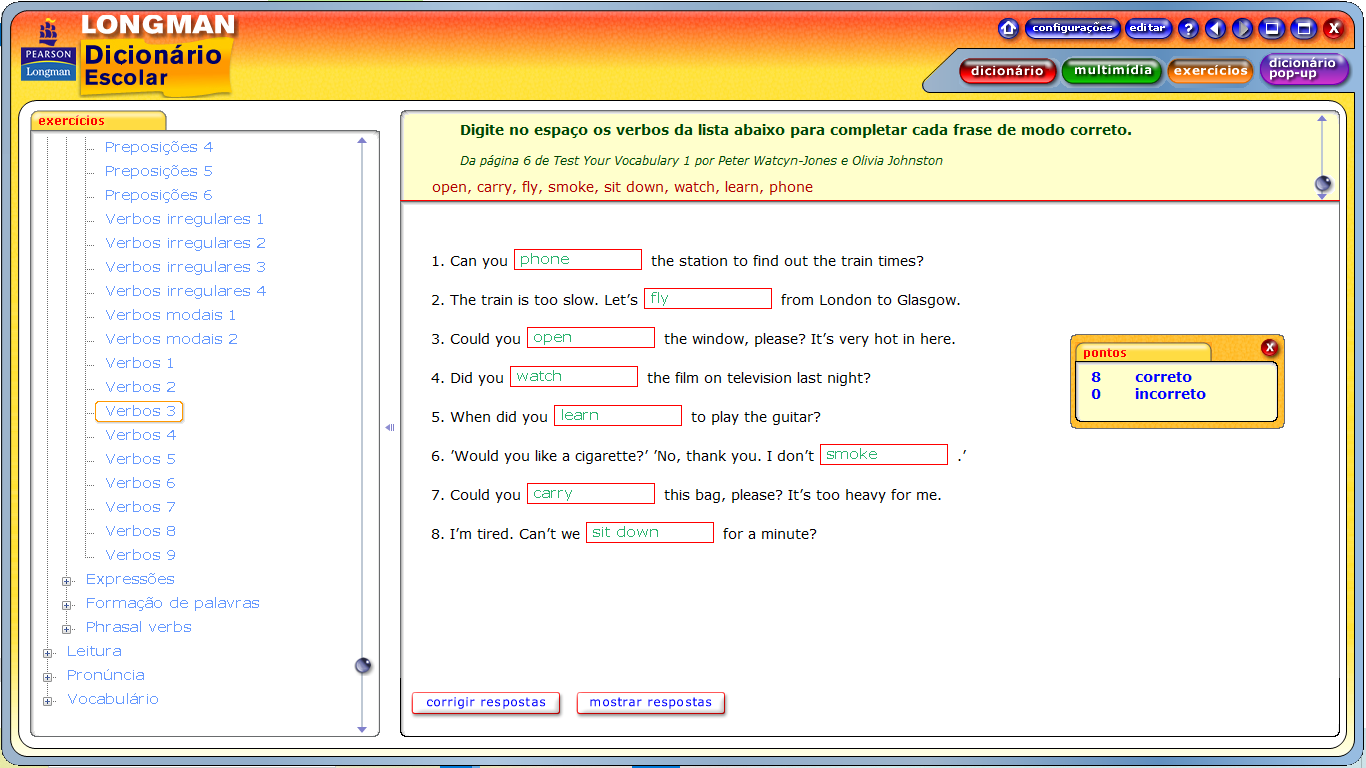 LONGMAN
PEARSON
Longman
Dicionário
Escolar
configurações editar ? X
dicionário multimídia exercícios dicionário pop-up
exercícios
Preposições 4
Preposições 5
Preposições 6
Verbos irregulares 1
Verbos irregulares 2
Verbos irregulares 3
Verbos irregulares 4
Verbos modais 1
Verbos modais 2
Verbos 1
Verbos 2
Verbos 3
Verbos 4
Verbos 5
Verbos 6
Verbos 7
Verbos 8
Verbos 9
Expressões
Formação de palavras
Phrasal verbs
Leitura
Pronúncia
Vocabulário
Digite no espaço os verbos da lista abaixo para completar cada frase de modo correto.
Da página 6 de Test Your Vocabulary 1 por Peter Watcyn-Jones e Olivia Johnston
open, carry, fly, smoke, sit down, watch, learn, phone
1. Can you phone the station to find out the train times?
2. The train is too slow. Let’s fly from London to Glasgow.
3. Could you open the window, please? It’s very hot in here.
4. Did you watch the film on television last night?
5. When did you learn to play the guitar?
6. ’Would you like a cigarette?’ ’No, thank you. I don’t smoke .’
7. Could you carry this bag, please? It’s too heavy for me.
8. I’m tired. Can’t we sit down for a minute?
pontos X
8 correto
0 incorreto
corrigir respostas mostrar respostas